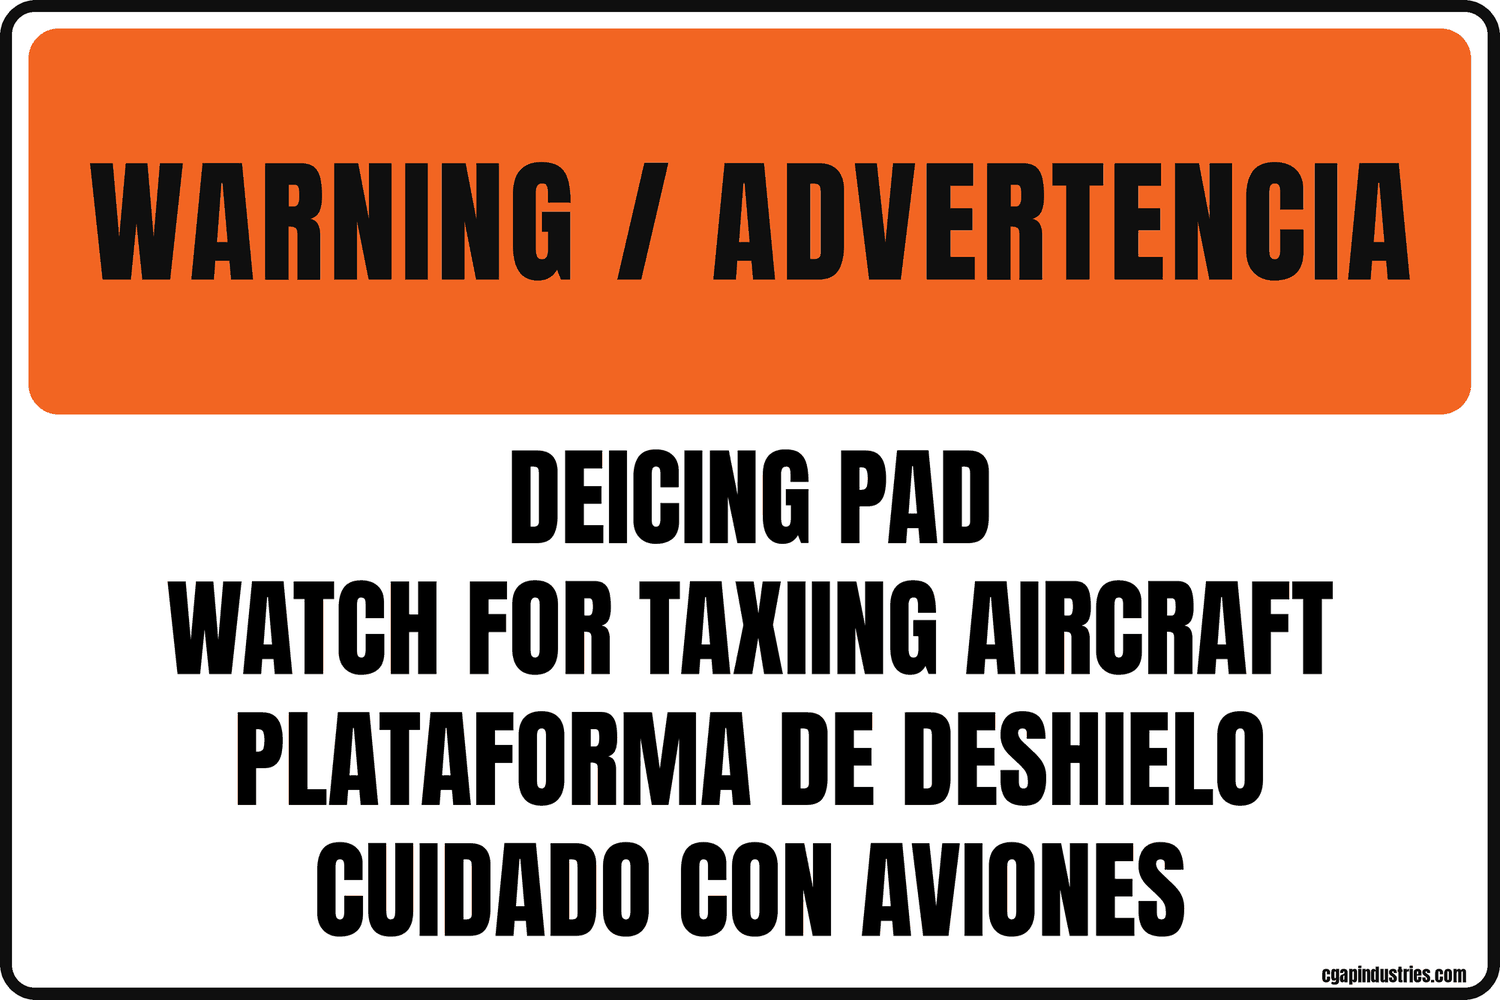 WARNING / ADVERTENCIA
DEICING PAD
WATCH FOR TAXIING AIRCRAFT
PLATAFORMA DE DESHIELO
CUIDADO CON AVIONES
cgapindustries.com